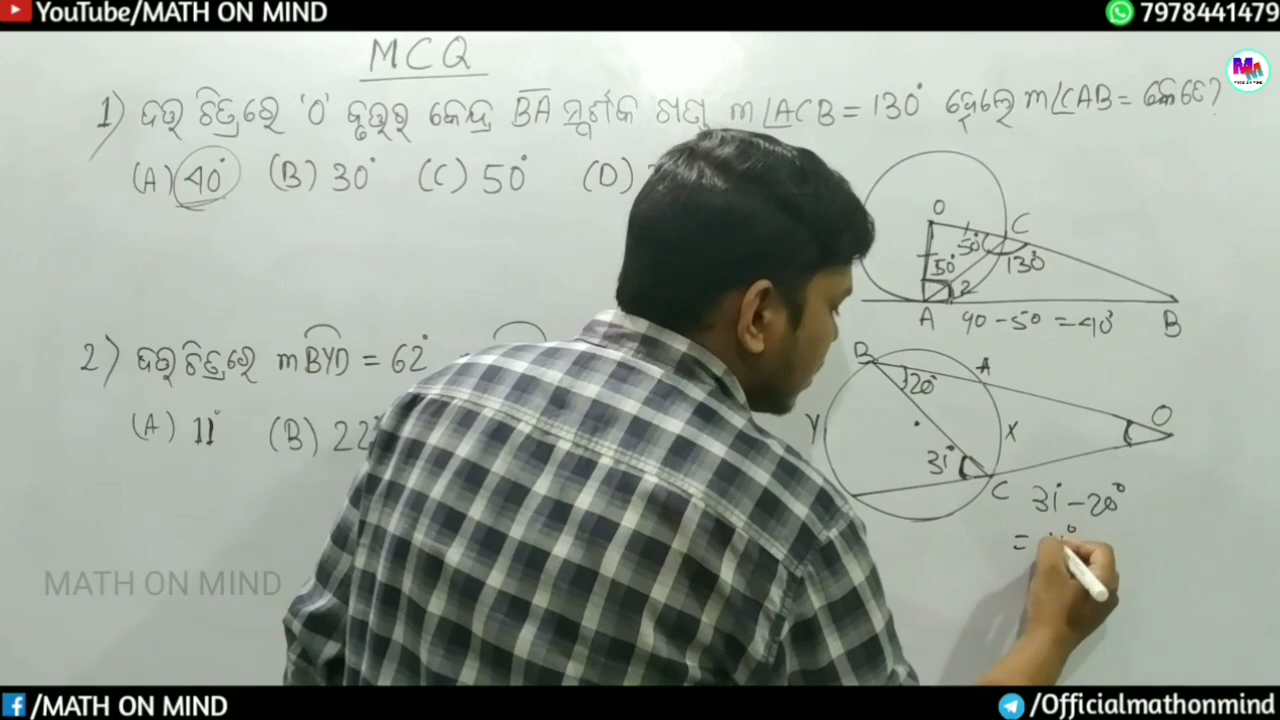 YouTube/MATH ON MIND
7978441479
MCQ
1) ଦତ୍ତ ଚିତ୍ରରେ 'O' ବୃତ୍ତର କେନ୍ଦ୍ର BA ସ୍ପର୍ଶକ ଖଣ୍ଡ m∠ACB = 130° ହେଲେ m∠CAB = କେତେ?
(A) 40° (B) 30° (C) 50° (D)
O
C
50°
50°
130°
2
A 90 - 50 = 40° B
2) ଦତ୍ତ ଚିତ୍ରରେ mBYD = 62°
(A) 11° (B) 22°
B
A
20°
Y
X
O
31°
C
31° - 20°
=
MATH ON MIND
/MATH ON MIND
/Officialmathonmind